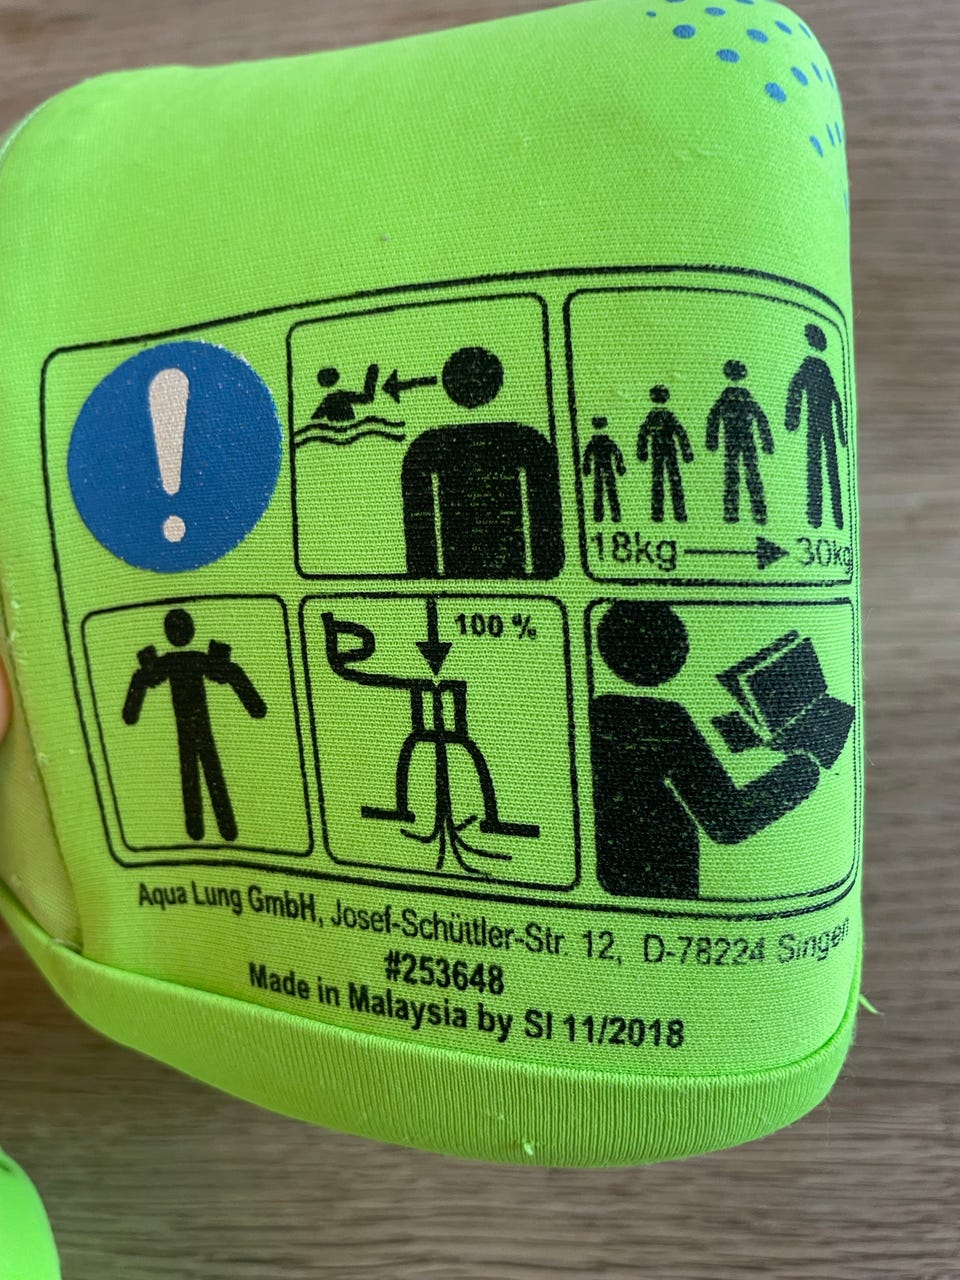 18kg 30kg
100 %
Aqua Lung GmbH, Josef-Schüttler-Str. 12, D-78224 Singen
#253648
Made in Malaysia by SI 11/2018